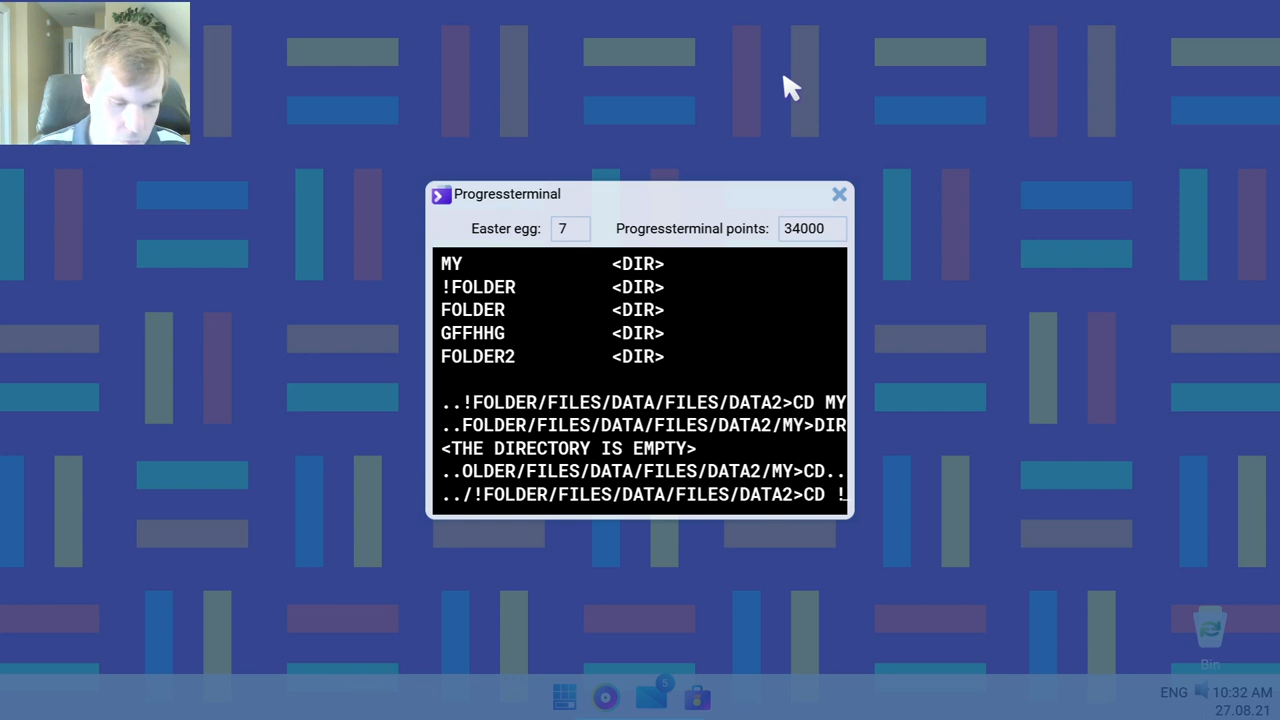 Progressterminal
Easter egg: 7 Progressterminal points: 34000
MY <DIR>
!FOLDER <DIR>
FOLDER <DIR>
GFFHHG <DIR>
FOLDER2 <DIR>
..!FOLDER/FILES/DATA/FILES/DATA2>CD MY
..FOLDER/FILES/DATA/FILES/DATA2/MY>DIR
<THE DIRECTORY IS EMPTY>
..OLDER/FILES/DATA/FILES/DATA2/MY>CD..
../!FOLDER/FILES/DATA/FILES/DATA2>CD !_
Bin
5
ENG 10:32 AM
27.08.21